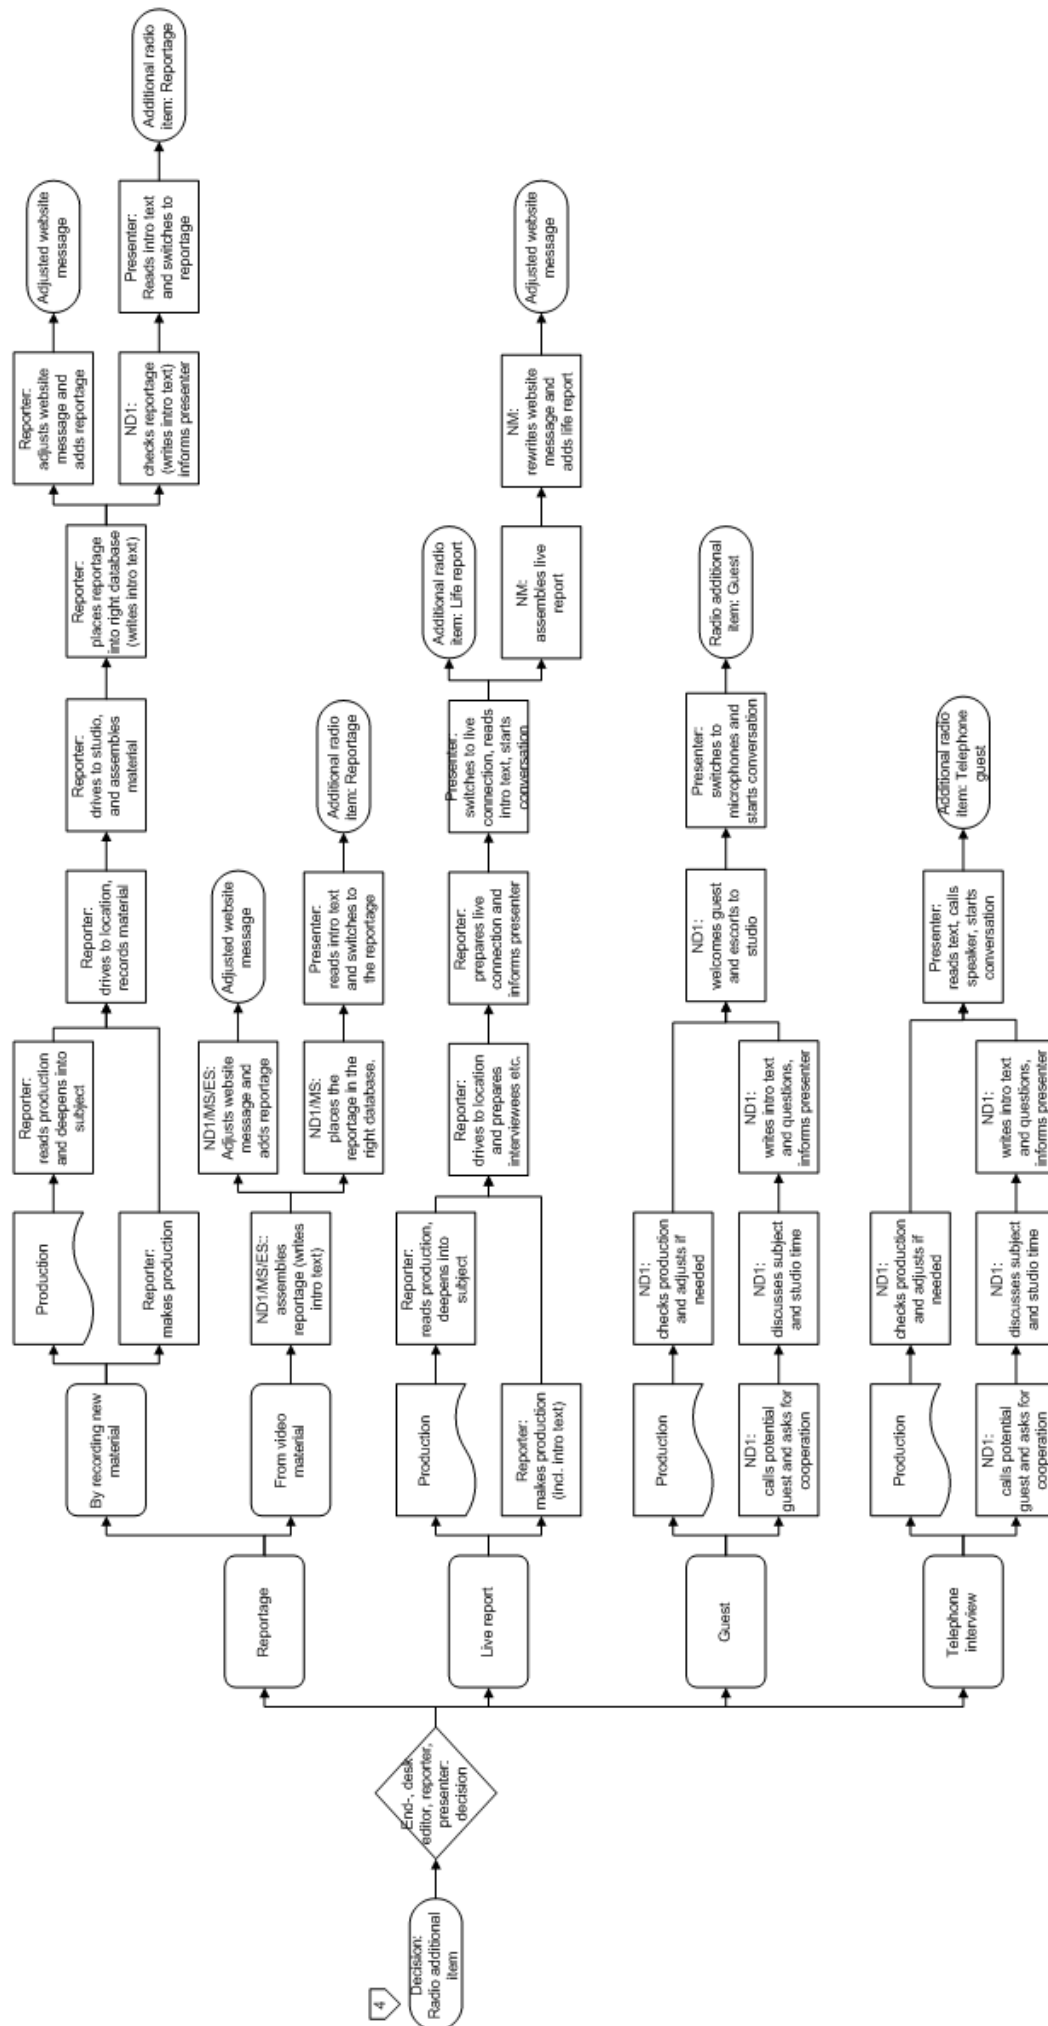 4
Decision:
Radio additional
item
End-, desk
editor, reporter,
presenter:
decision
Reportage
Live report
Guest
Telephone
interview
By recording new
material
Production
Reporter:
makes production
Reporter:
reads production
and deepens into
subject
Reporter:
drives to location,
records material
Reporter:
drives to studio,
and assembles
material
Reporter:
places reportage
into right database
(writes intro text)
Reporter:
adjusts website
message and
adds reportage
Adjusted website
message
ND1:
checks reportage
(writes intro text)
informs presenter
Presenter:
Reads intro text
and switches to
reportage
Additional radio
item: Reportage
From video
material
ND1/MS/ES::
assembles
reportage (writes
intro text)
ND1/MS/ES:
Adjusts website
message and
adds reportage
Adjusted website
message
ND1/MS:
places the
reportage in the
right database.
Presenter:
reads intro text
and switches to
the reportage
Additional radio
item: Reportage
Production
Reporter:
reads production,
deepens into
subject
Reporter:
makes production
(incl. intro text)
Reporter:
drives to location
and prepares
interviewees etc.
Reporter:
prepares live
connection and
informs presenter
Presenter:
switches to live
connection, reads
intro text, starts
conversation
Additional radio
item: Life report
NM:
assembles live
report
NM:
rewrites website
message and
adds life report
Adjusted website
message
Production
ND1:
checks production
and adjusts if
needed
ND1:
calls potential
guest and asks for
cooperation
ND1:
discusses subject
and studio time
ND1:
writes intro text
and questions,
informs presenter
ND1:
welcomes guest
and escorts to
studio
Presenter:
switches to
microphones and
starts conversation
Radio additional
item: Guest
Production
ND1:
checks production
and adjusts if
needed
ND1:
calls potential
guest and asks for
cooperation
ND1:
discusses subject
and studio time
ND1:
writes intro text
and questions,
informs presenter
Presenter:
reads text, calls
speaker, starts
conversation
Additional radio
item: Telephone
guest